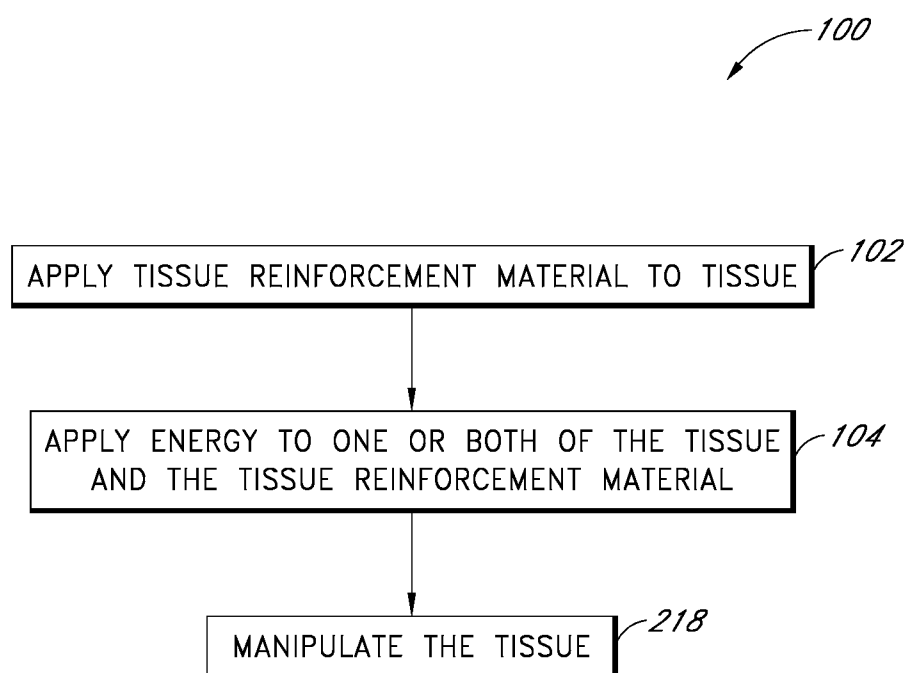 100
APPLY TISSUE REINFORCEMENT MATERIAL TO TISSUE
102
APPLY ENERGY TO ONE OR BOTH OF THE TISSUE
AND THE TISSUE REINFORCEMENT MATERIAL
104
MANIPULATE THE TISSUE
218